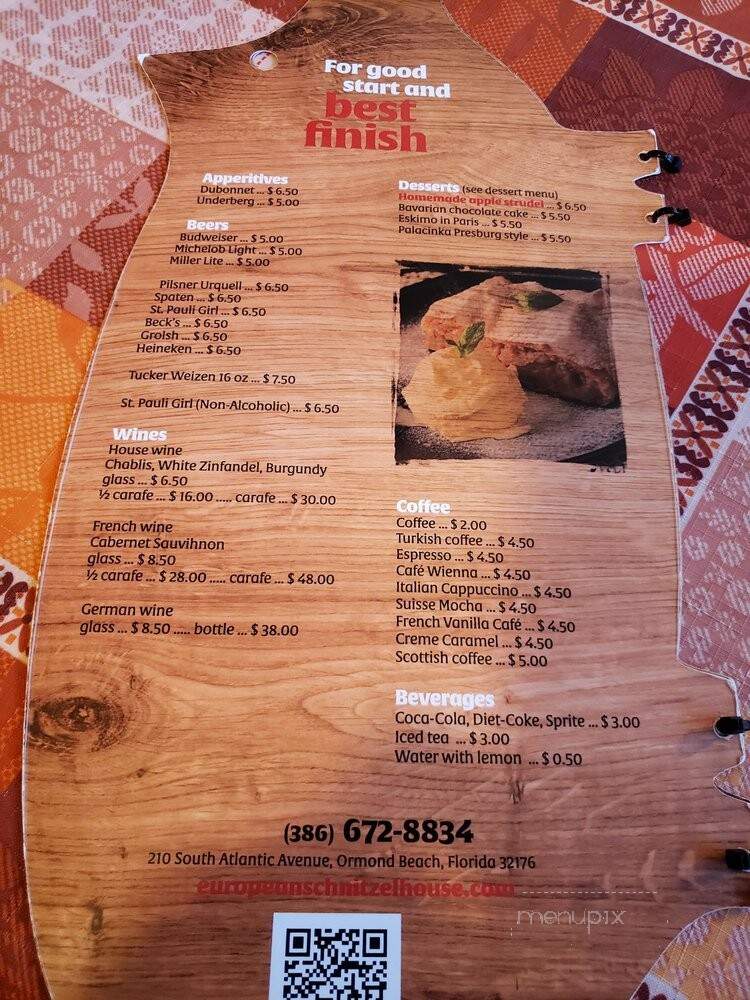 For good
start and
best
finish
Apperitives
Dubonnet ... $ 6.50
Underberg ... $ 5.00
Beers
Budweiser ... $ 5.00
Michelob Light ... $ 5.00
Miller Lite ... $ 5.00
Pilsner Urquell ... $ 6.50
Spaten ... $ 6.50
St. Pauli Girl ... $ 6.50
Beck's ... $ 6.50
Grolsh ... $ 6.50
Heineken ... $ 6.50
Tucker Weizen 16 oz ... $ 7.50
St. Pauli Girl (Non-Alcoholic) ... $ 6.50
Wines
House wine
Chablis, White Zinfandel, Burgundy
glass ... $ 6.50
½ carafe ... $ 16.00 ..... carafe ... $ 30.00
French wine
Cabernet Sauvihnon
glass ... $ 8.50
½ carafe ... $ 28.00 ..... carafe ... $ 48.00
German wine
glass ... $ 8.50 ..... bottle ... $ 38.00
Desserts (see dessert menu)
Homemade apple strudel ... $ 6.50
Bavarian chocolate cake ... $ 5.50
Eskimo in Paris ... $ 5.50
Palačinka Presburg style ... $ 5.50
Coffee
Coffee ... $ 2.00
Turkish coffee ... $ 4.50
Espresso ... $ 4.50
Café Wienna ... $ 4.50
Italian Cappuccino ... $ 4.50
Suisse Mocha ... $ 4.50
French Vanilla Café ... $ 4.50
Creme Caramel ... $ 4.50
Scottish coffee ... $ 5.00
Beverages
Coca-Cola, Diet-Coke, Sprite ... $ 3.00
Iced tea ... $ 3.00
Water with lemon ... $ 0.50
(386) 672-8834
210 South Atlantic Avenue, Ormond Beach, Florida 32176
europeanschnitzelhouse.com
menupix